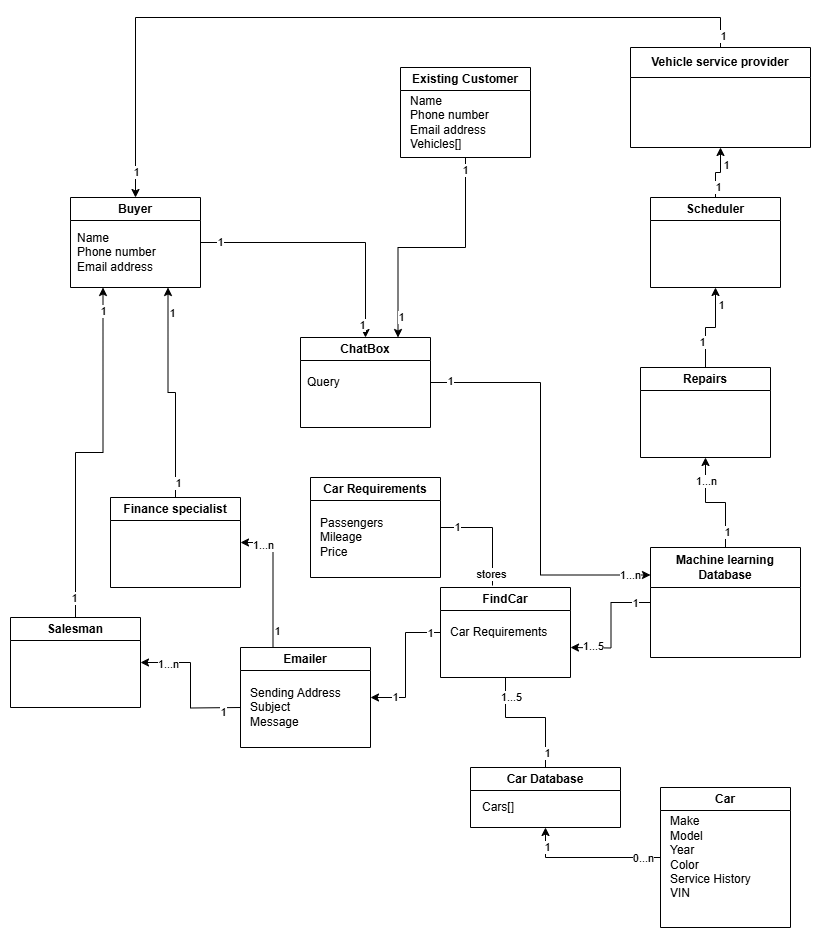 1
Vehicle service provider
Existing Customer
Name
Phone number
Email address
Vehicles[]
1
1
1
1
Buyer
Name
Phone number
Email address
1
Scheduler
1
1
1
1
1
1
1
ChatBox
Query
1
Repairs
1
Car Requirements
Passengers
Mileage
Price
1
1...n
1
Finance specialist
1
1...n
stores
1...n
Machine learning
Database
1
FindCar
Car Requirements
1
1...5
1
Salesman
1
1...n
Emailer
Sending Address
Subject
Message
1
1
1...5
1
Car Database
Cars[]
1
0...n
Car
Make
Model
Year
Color
Service History
VIN